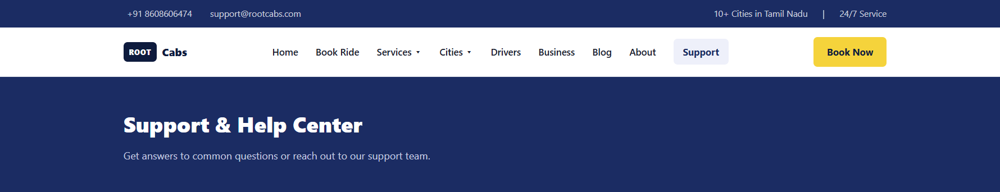 +91 8608606474 support@rootcabs.com 10+ Cities in Tamil Nadu | 24/7 Service
ROOT Cabs Home Book Ride Services Cities Drivers Business Blog About Support Book Now
Support & Help Center
Get answers to common questions or reach out to our support team.